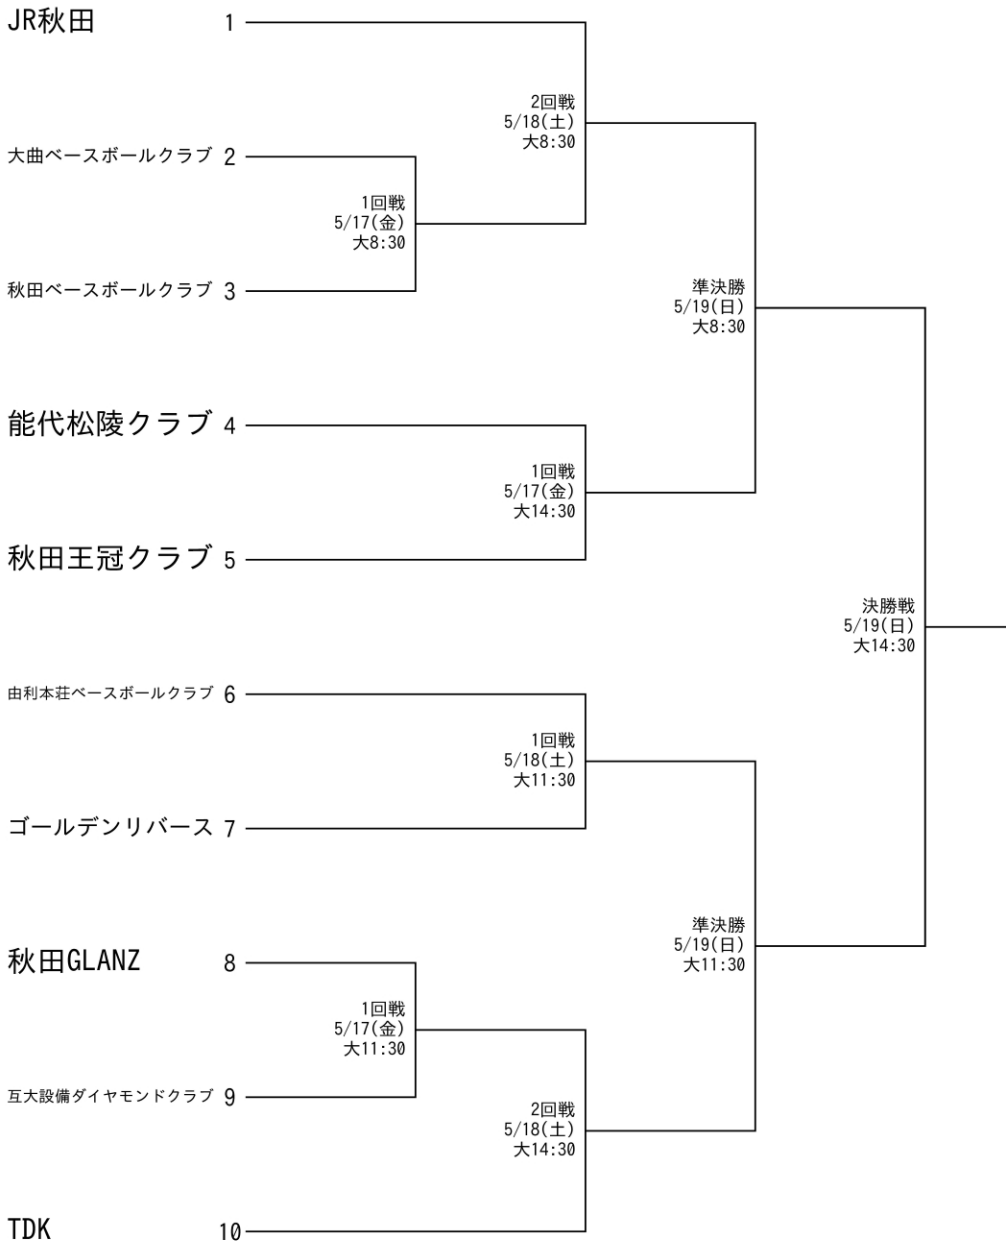 JR秋田 1
2回戦
5/18(土)
大8:30
大曲ベースボールクラブ 2
1回戦
5/17(金)
大8:30
秋田ベースボールクラブ 3
準決勝
5/19(日)
大8:30
能代松陵クラブ 4
1回戦
5/17(金)
大14:30
秋田王冠クラブ 5
決勝戦
5/19(日)
大14:30
由利本荘ベースボールクラブ 6
1回戦
5/18(土)
大11:30
ゴールデンリバース 7
準決勝
5/19(日)
大11:30
秋田GLANZ 8
1回戦
5/17(金)
大11:30
互大設備ダイヤモンドクラブ 9
2回戦
5/18(土)
大14:30
TDK 10